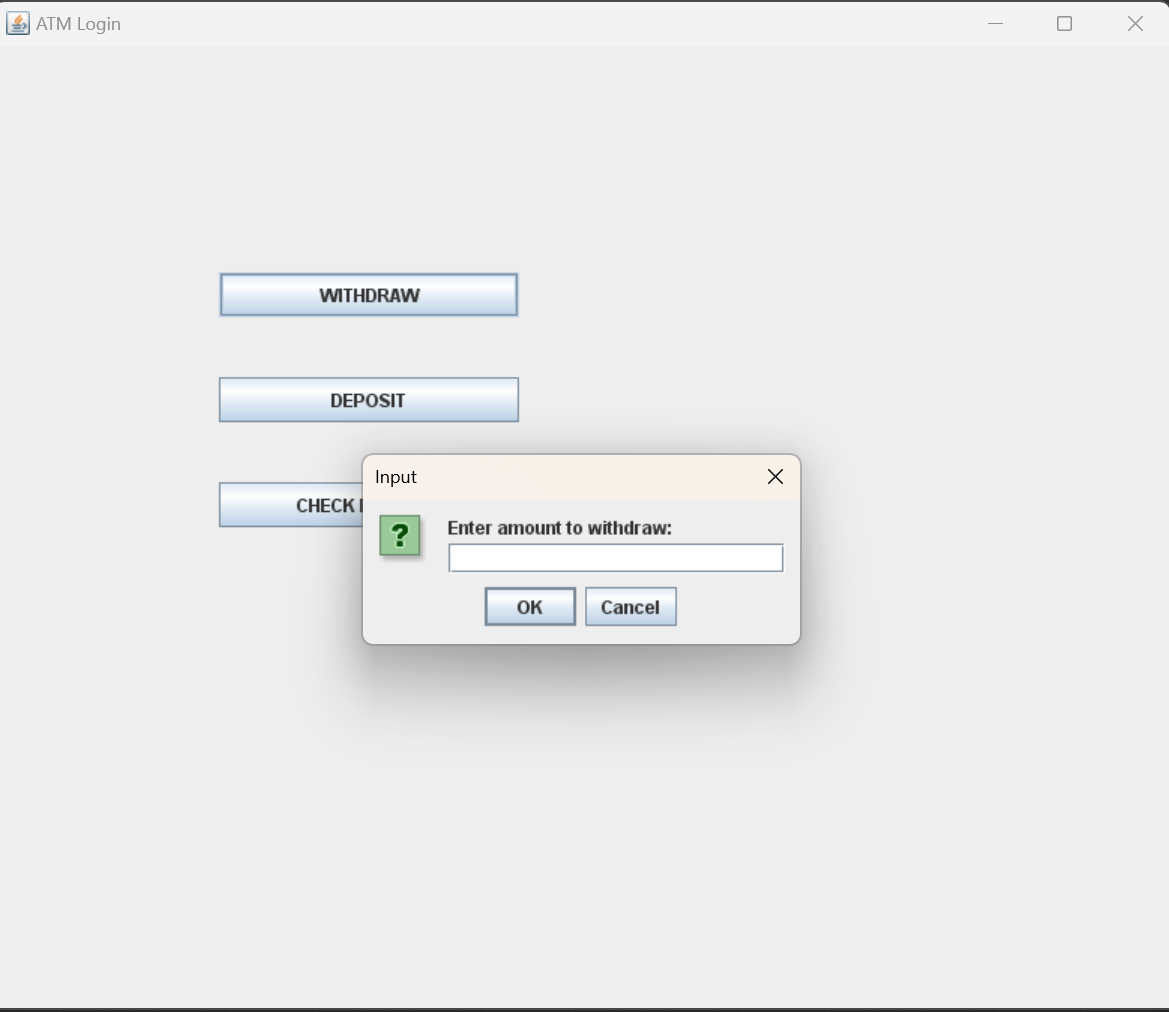 ATM Login
WITHDRAW
DEPOSIT
CHECK
Input
?
Enter amount to withdraw:
OK
Cancel